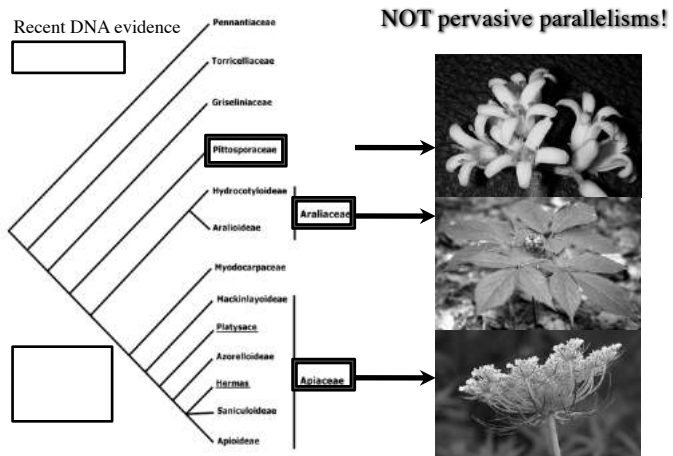 NOT pervasive parallelisms!
Recent DNA evidence
Pennantiaceae
Torricelliaceae
Griseliniaceae
Pittosporaceae
Hydrocotyloideae
Araliaceae
Aralioideae
Myodocarpaceae
Mackinlayoideae
Platysace
Azorelloideae
Apiaceae
Hermas
Saniculoideae
Apioideae